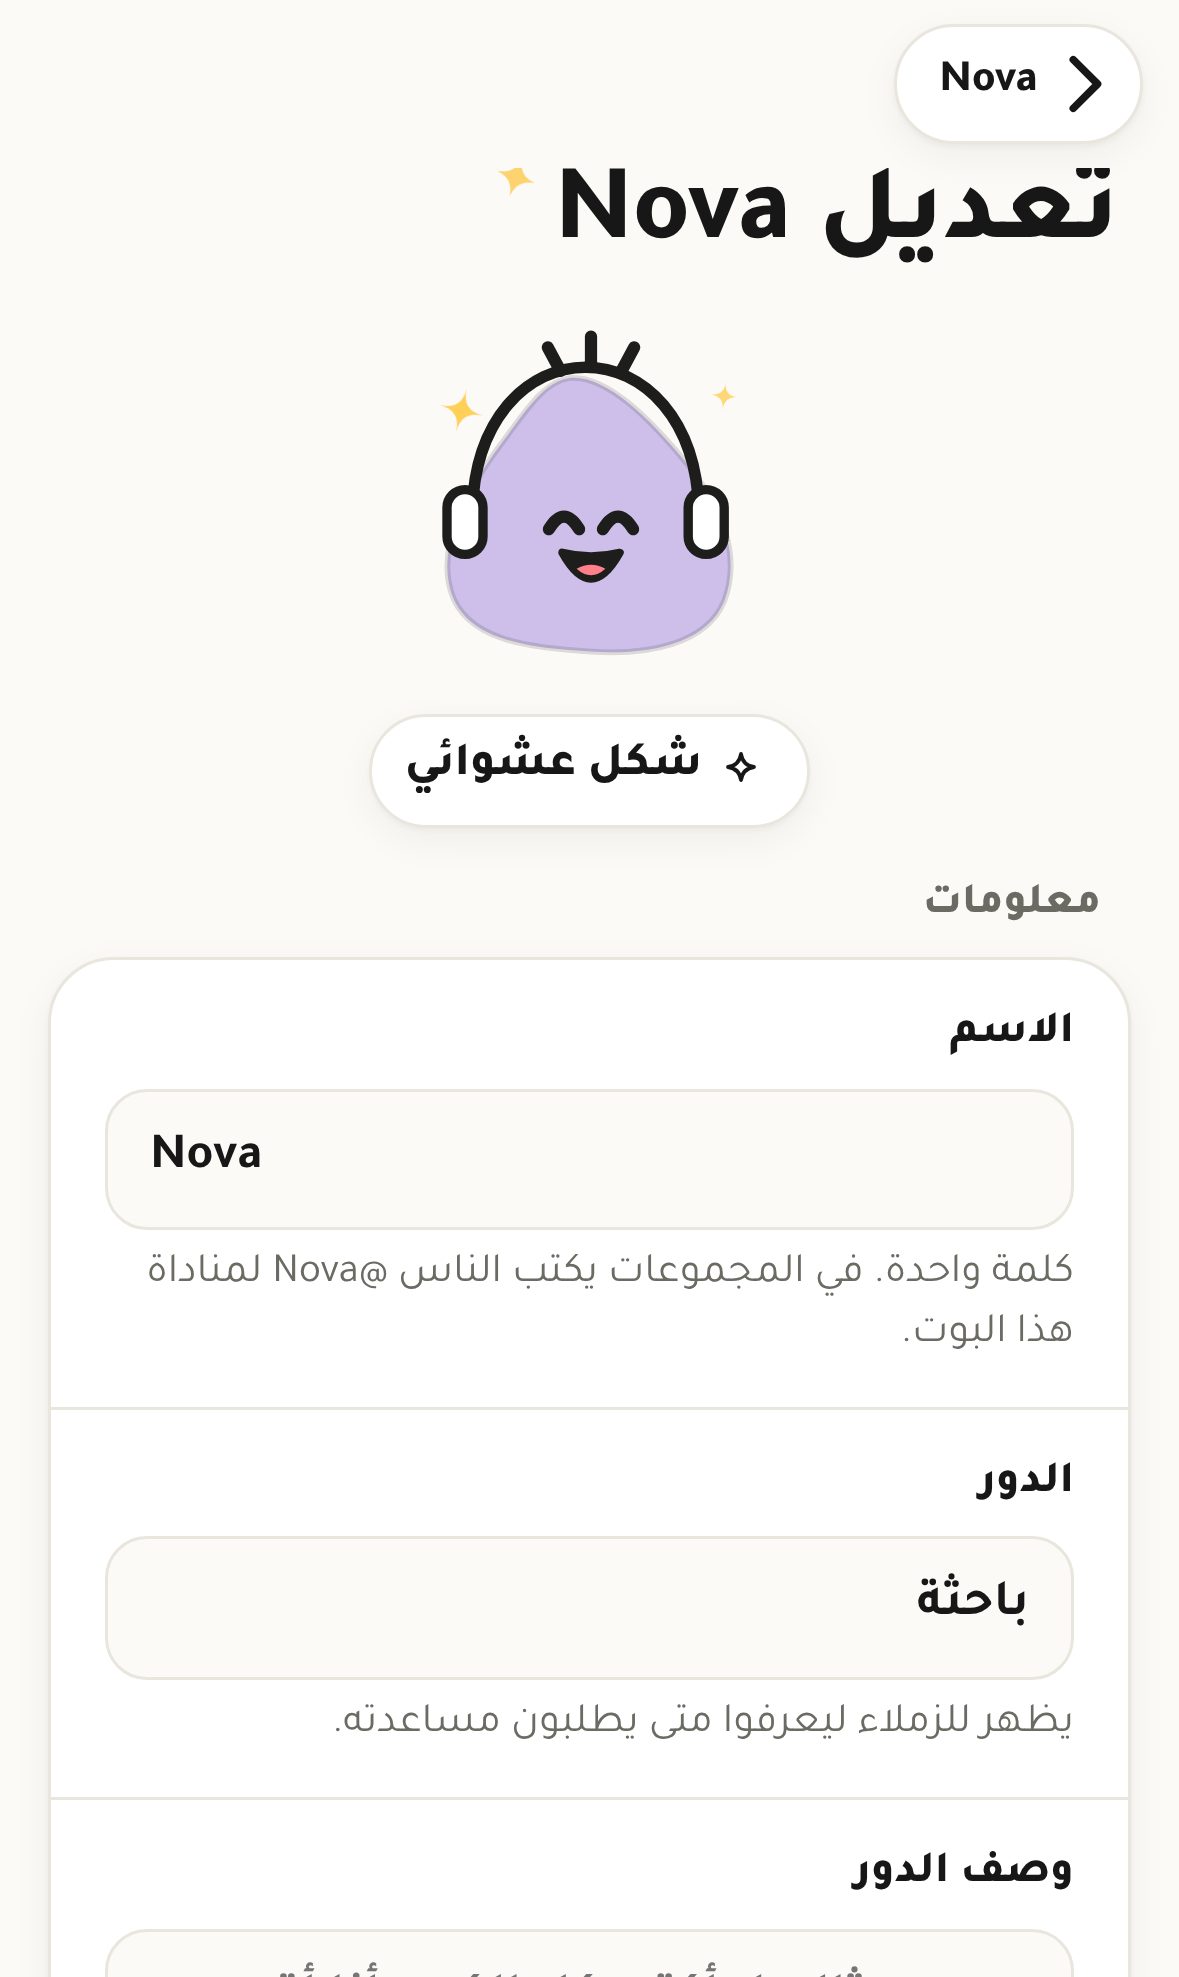 Nova
تعديل Nova
شكل عشوائي
معلومات
الاسم
Nova
كلمة واحدة. في المجموعات يكتب الناس @Nova لمناداة
هذا البوت.
الدور
باحثة
يظهر للزملاء ليعرفوا متى يطلبون مساعدته.
وصف الدور